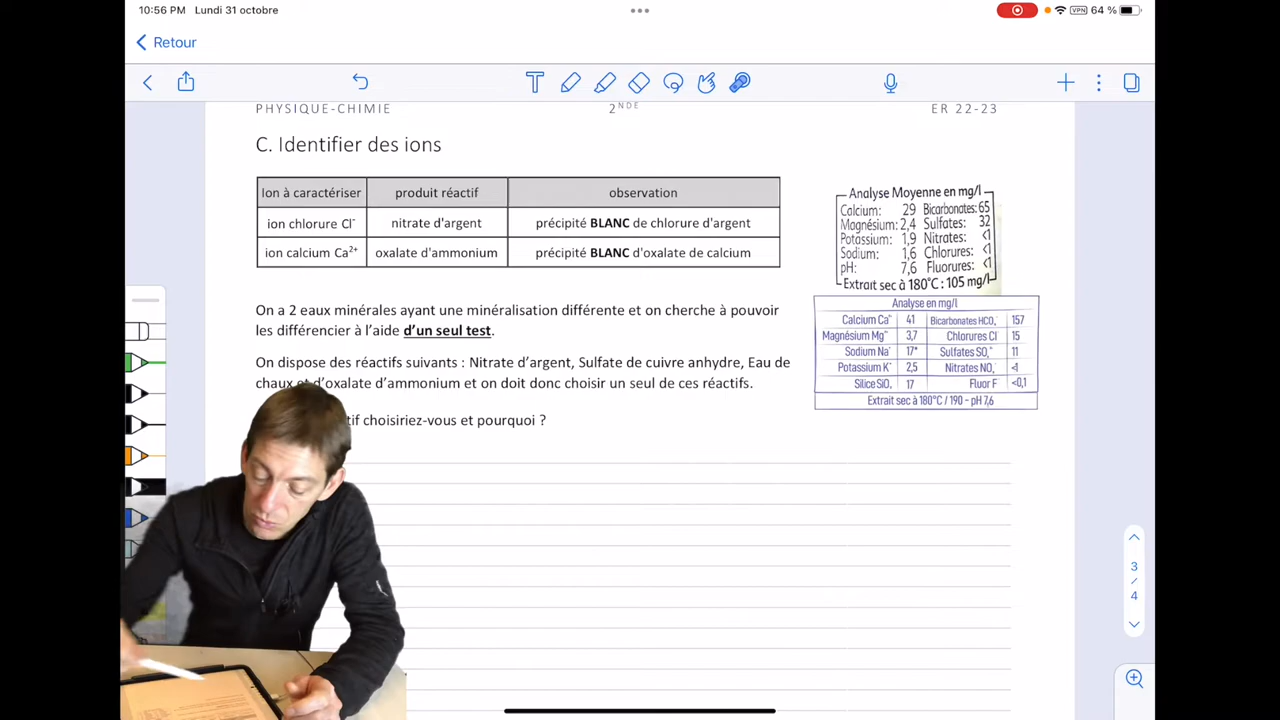 10:56 PM Lundi 31 octobre
64 %
VPN
Retour
PHYSIQUE-CHIMIE 2NDE ER 22-23
C. Identifier des ions
Ion à caractériser produit réactif observation
ion chlorure Cl⁻ nitrate d'argent précipité BLANC de chlorure d'argent
ion calcium Ca²⁺ oxalate d'ammonium précipité BLANC d'oxalate de calcium
Analyse Moyenne en mg/l
Calcium: 29 Bicarbonates: 65
Magnésium: 2,4 Sulfates: 32
Potassium: 1,9 Nitrates: <1
Sodium: 1,6 Chlorures: <1
pH: 7,6 Fluorures: <1
Extrait sec à 180°C : 105 mg/l
Analyse en mg/l
Calcium Ca⁺⁺ 41 Bicarbonates HCO₃⁻ 157
Magnésium Mg⁺⁺ 3,7 Chlorures Cl⁻ 15
Sodium Na⁺ 17* Sulfates SO₄⁻⁻ 11
Potassium K⁺ 2,5 Nitrates NO₃⁻ <1
Silice SiO₂ 17 Fluor F⁻ <0,1
Extrait sec à 180°C / 190 - pH 7,6
On a 2 eaux minérales ayant une minéralisation différente et on cherche à pouvoir
les différencier à l'aide d'un seul test.
On dispose des réactifs suivants : Nitrate d'argent, Sulfate de cuivre anhydre, Eau de
chaux et d'oxalate d'ammonium et on doit donc choisir un seul de ces réactifs.
choisiriez-vous et pourquoi ?
3
/
4